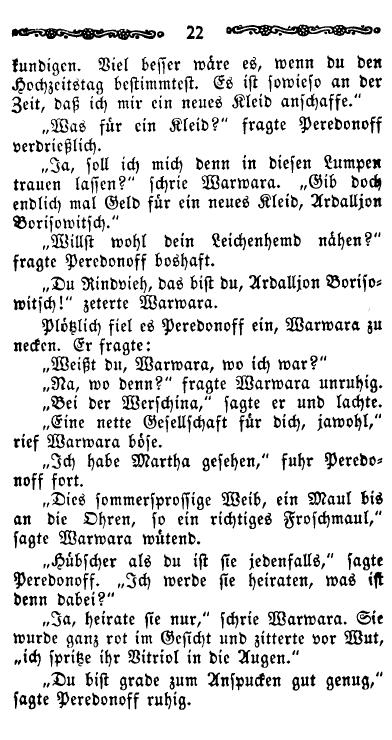 22
kundigen. Viel besser wäre es, wenn du den
Hochzeitstag bestimmtest. Es ist sowieso an der
Zeit, daß ich mir ein neues Kleid anschaffe.“
„Was für ein Kleid?“ fragte Peredonoff
verdrießlich.
„Ja, soll ich mich denn in diesen Lumpen
trauen lassen?“ schrie Warwara. „Gib doch
endlich mal Geld für ein neues Kleid, Ardalljon
Borisowitsch.“
„Willst wohl dein Leichenhemd nähen?“
fragte Peredonoff boshaft.
„Du Rindvieh, das bist du, Ardalljon Boriso-
witsch!“ zeterte Warwara.
Plötzlich fiel es Peredonoff ein, Warwara zu
necken. Er fragte:
„Weißt du, Warwara, wo ich war?“
„Na, wo denn?“ fragte Warwara unruhig.
„Bei der Werschina,“ sagte er und lachte.
„Eine nette Gesellschaft für dich, jawohl,“
rief Warwara böse.
„Ich habe Martha gesehen,“ fuhr Peredo-
noff fort.
„Dies sommersprossige Weib, ein Maul bis
an die Ohren, so ein richtiges Froschmaul,“
sagte Warwara wütend.
„Hübscher als du ist sie jedenfalls,“ sagte
Peredonoff. „Ich werde sie heiraten, was ist
denn dabei?“
„Ja, heirate sie nur,“ schrie Warwara. Sie
wurde ganz rot im Gesicht und zitterte vor Wut,
„ich spritze ihr Vitriol in die Augen.“
„Du bist grade zum Anspucken gut genug,“
sagte Peredonoff ruhig.